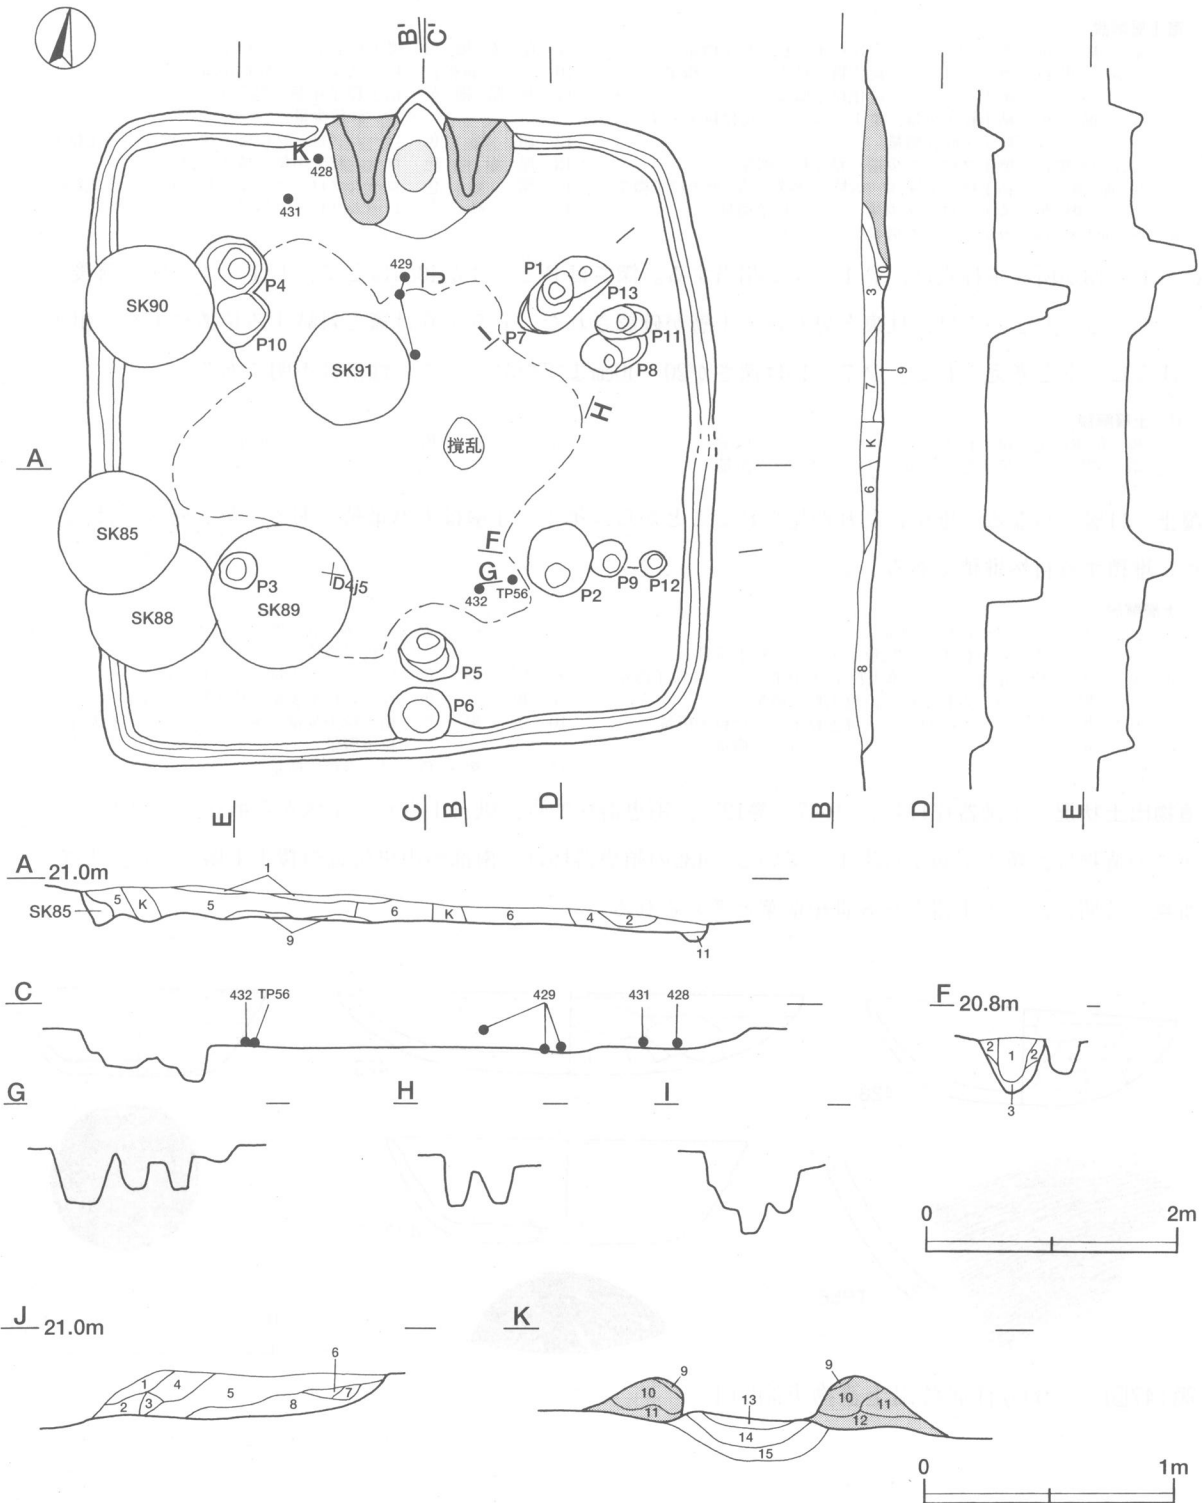 B' C'
K
428
431
429
J
P1
P13
P4
SK90
P10
SK91
I
P7
P11
P8
H
撹乱
A
SK85
F
G
432
TP56
P3
D4j5
SK89
SK88
P2
P9
P12
P5
P6
E
C
B
D
10
3
9
7
K
6
8
B
D
E
A 21.0m
1
SK85
5
K
5
6
K
6
4
2
9
11
C
432 TP56
429
431
428
F 20.8m
2
1
2
3
G
H
I
0
2m
J 21.0m
6
1
4
5
7
2
3
8
K
9
9
10
13
10
11
11
14
12
15
0
1m